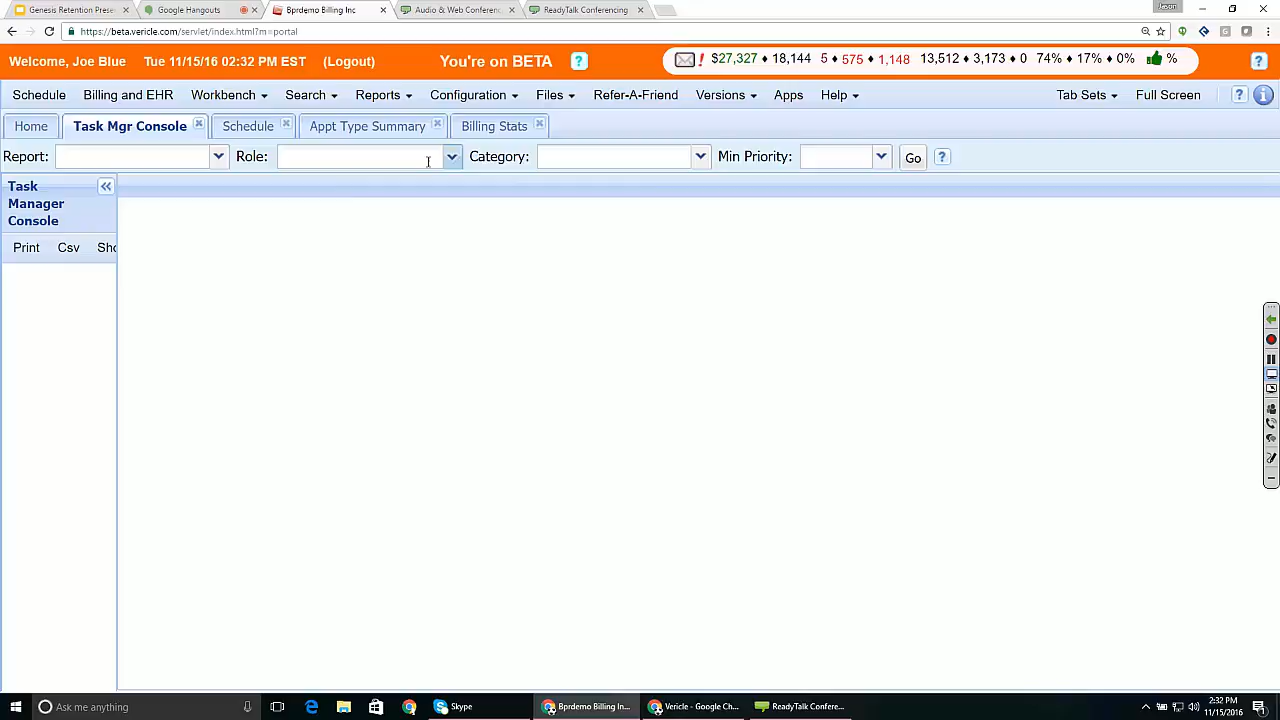 Genesis Retention Prese
Google Hangouts
Bprdemo Billing Inc
Audio & Web Conferenc
ReadyTalk Conferencing
https://beta.vericle.com/servlet/index.html?m=portal
Welcome, Joe Blue Tue 11/15/16 02:32 PM EST (Logout) You're on BETA ? ! $27,327 ♦ 18,144 5 ♦ 575 ♦ 1,148 13,512 ♦ 3,173 ♦ 0 74% ♦ 17% ♦ 0% % ?
Schedule Billing and EHR Workbench Search Reports Configuration Files Refer-A-Friend Versions Apps Help Tab Sets Full Screen ? i
Home Task Mgr Console Schedule Appt Type Summary Billing Stats
Report: Role: Category: Min Priority: Go ?
Task
Manager
Console
Print Csv Sho
Ask me anything
Skype
Bprdemo Billing In...
Vericle - Google Ch...
ReadyTalk Confere...
2:32 PM
11/15/2016